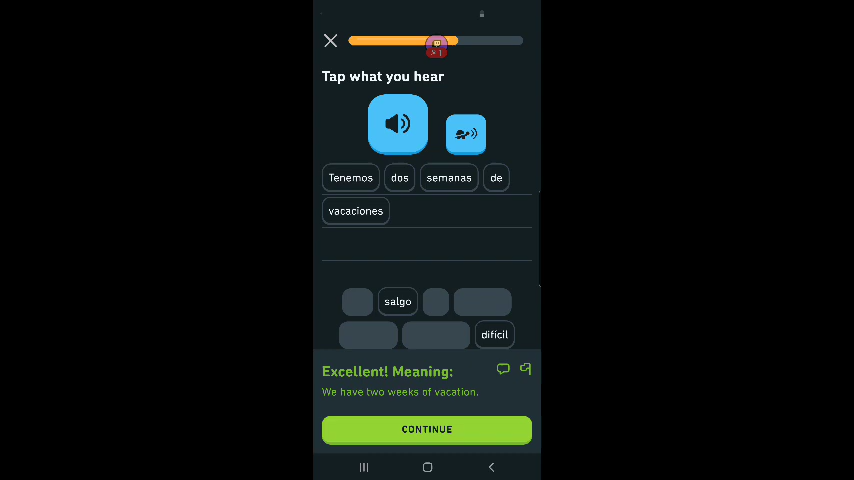 Tap what you hear
Tenemos dos semanas de
vacaciones
salgo
difícil
Excellent! Meaning:
We have two weeks of vacation.
CONTINUE